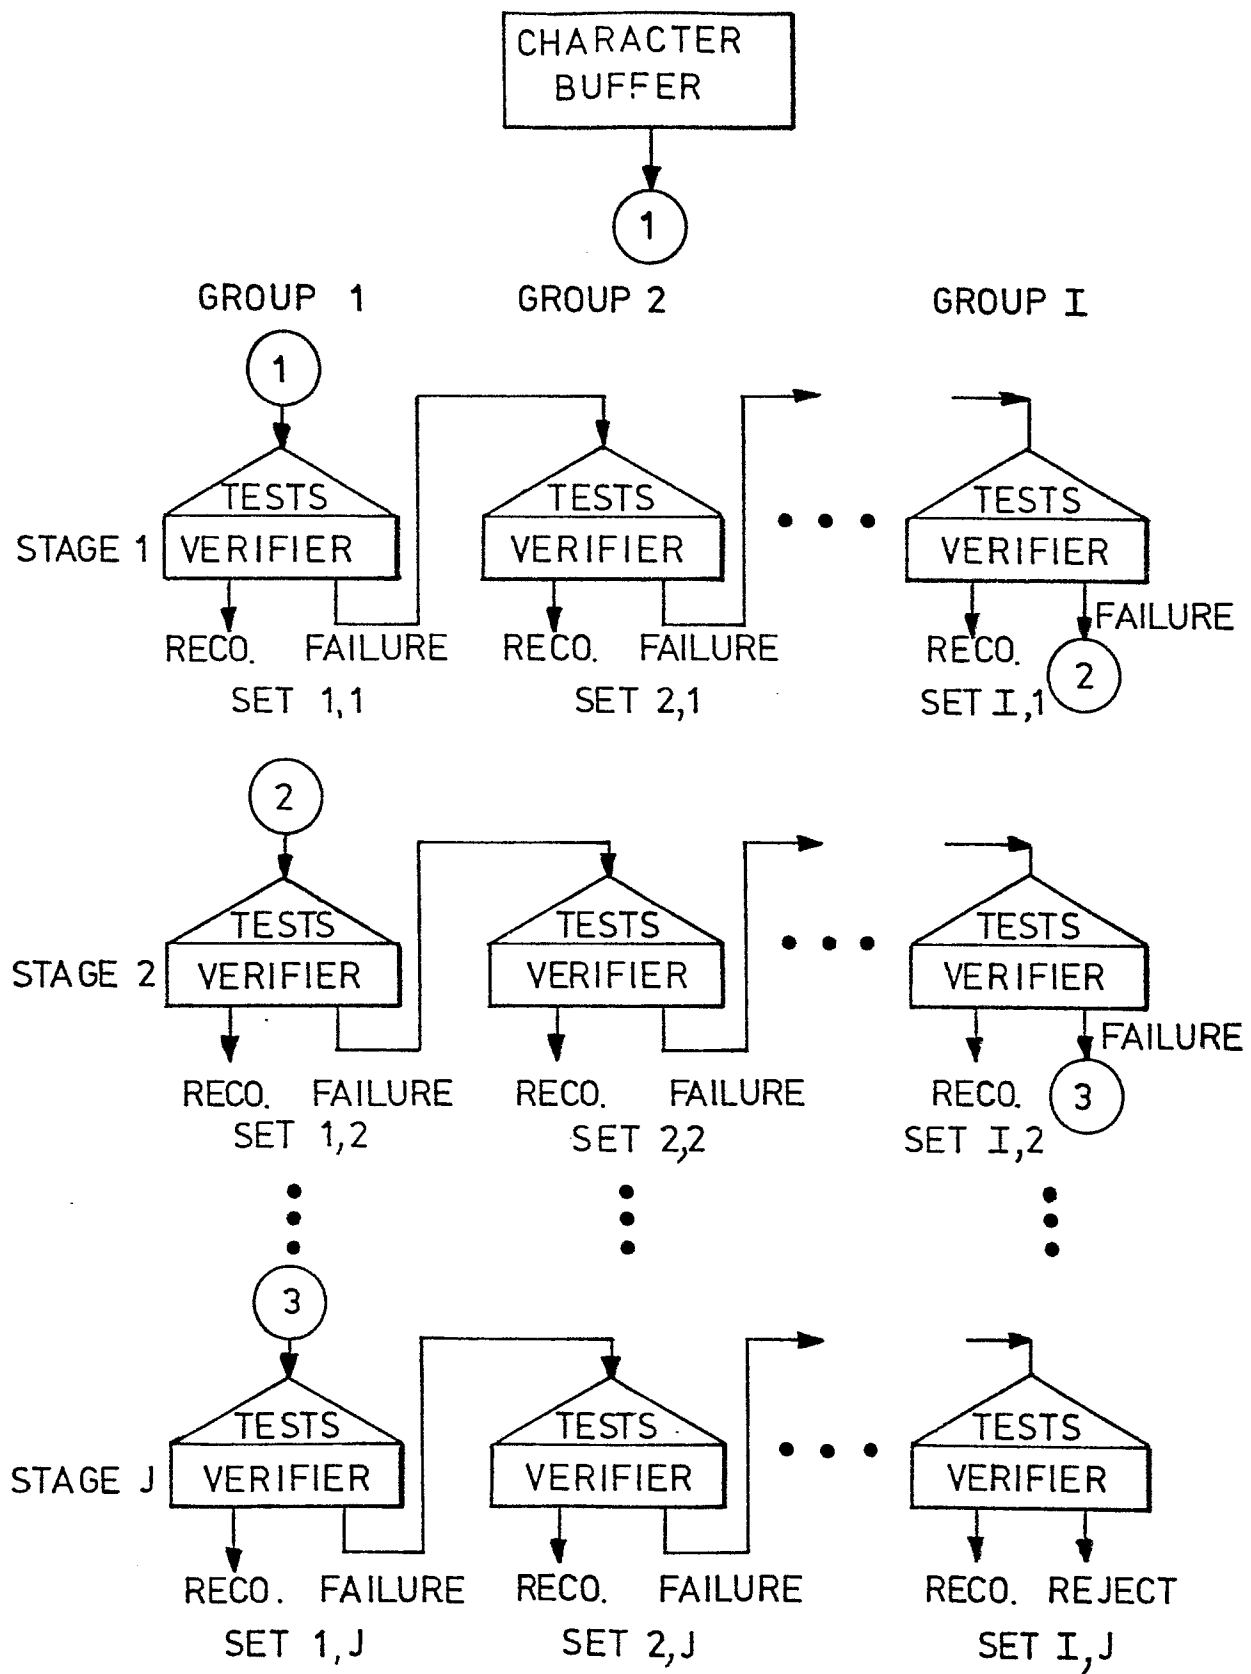 CHARACTER
BUFFER
1
GROUP 1 GROUP 2 GROUP I
1
TESTS TESTS TESTS
STAGE 1 VERIFIER VERIFIER VERIFIER
FAILURE
RECO. FAILURE RECO. FAILURE RECO. 2
SET 1,1 SET 2,1 SET I,1
2
TESTS TESTS TESTS
STAGE 2 VERIFIER VERIFIER VERIFIER
FAILURE
RECO. FAILURE RECO. FAILURE RECO. 3
SET 1,2 SET 2,2 SET I,2
3
TESTS TESTS TESTS
STAGE J VERIFIER VERIFIER VERIFIER
RECO. FAILURE RECO. FAILURE RECO. REJECT
SET 1,J SET 2,J SET I,J